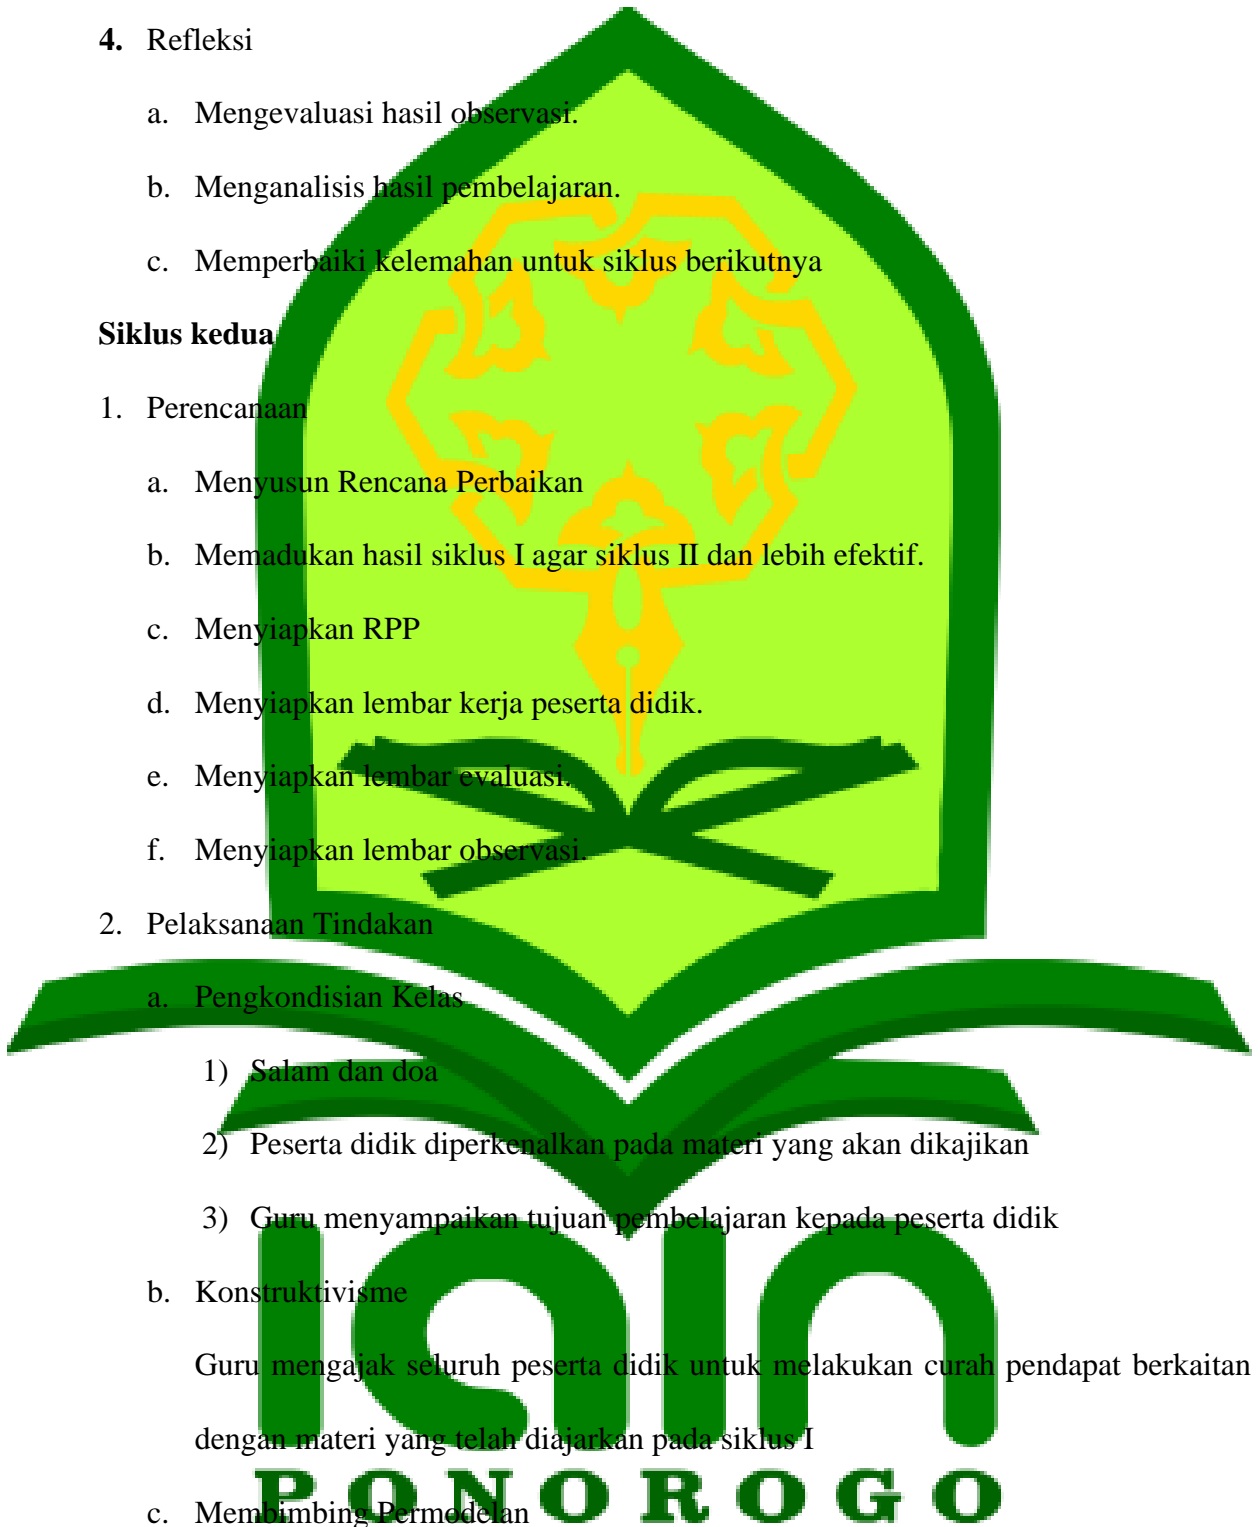 4. Refleksi
a. Mengevaluasi hasil observasi.
b. Menganalisis hasil pembelajaran.
c. Memperbaiki kelemahan untuk siklus berikutnya
Siklus kedua
1. Perencanaan
a. Menyusun Rencana Perbaikan
b. Memadukan hasil siklus I agar siklus II dan lebih efektif.
c. Menyiapkan RPP
d. Menyiapkan lembar kerja peserta didik.
e. Menyiapkan lembar evaluasi.
f. Menyiapkan lembar observasi.
2. Pelaksanaan Tindakan
a. Pengkondisian Kelas
1) Salam dan doa
2) Peserta didik diperkenalkan pada materi yang akan dikajikan
3) Guru menyampaikan tujuan pembelajaran kepada peserta didik
b. Konstruktivisme
Guru mengajak seluruh peserta didik untuk melakukan curah pendapat berkaitan
dengan materi yang telah diajarkan pada siklus I
c. Membimbing Permodelan
IAIN
PONOROGO